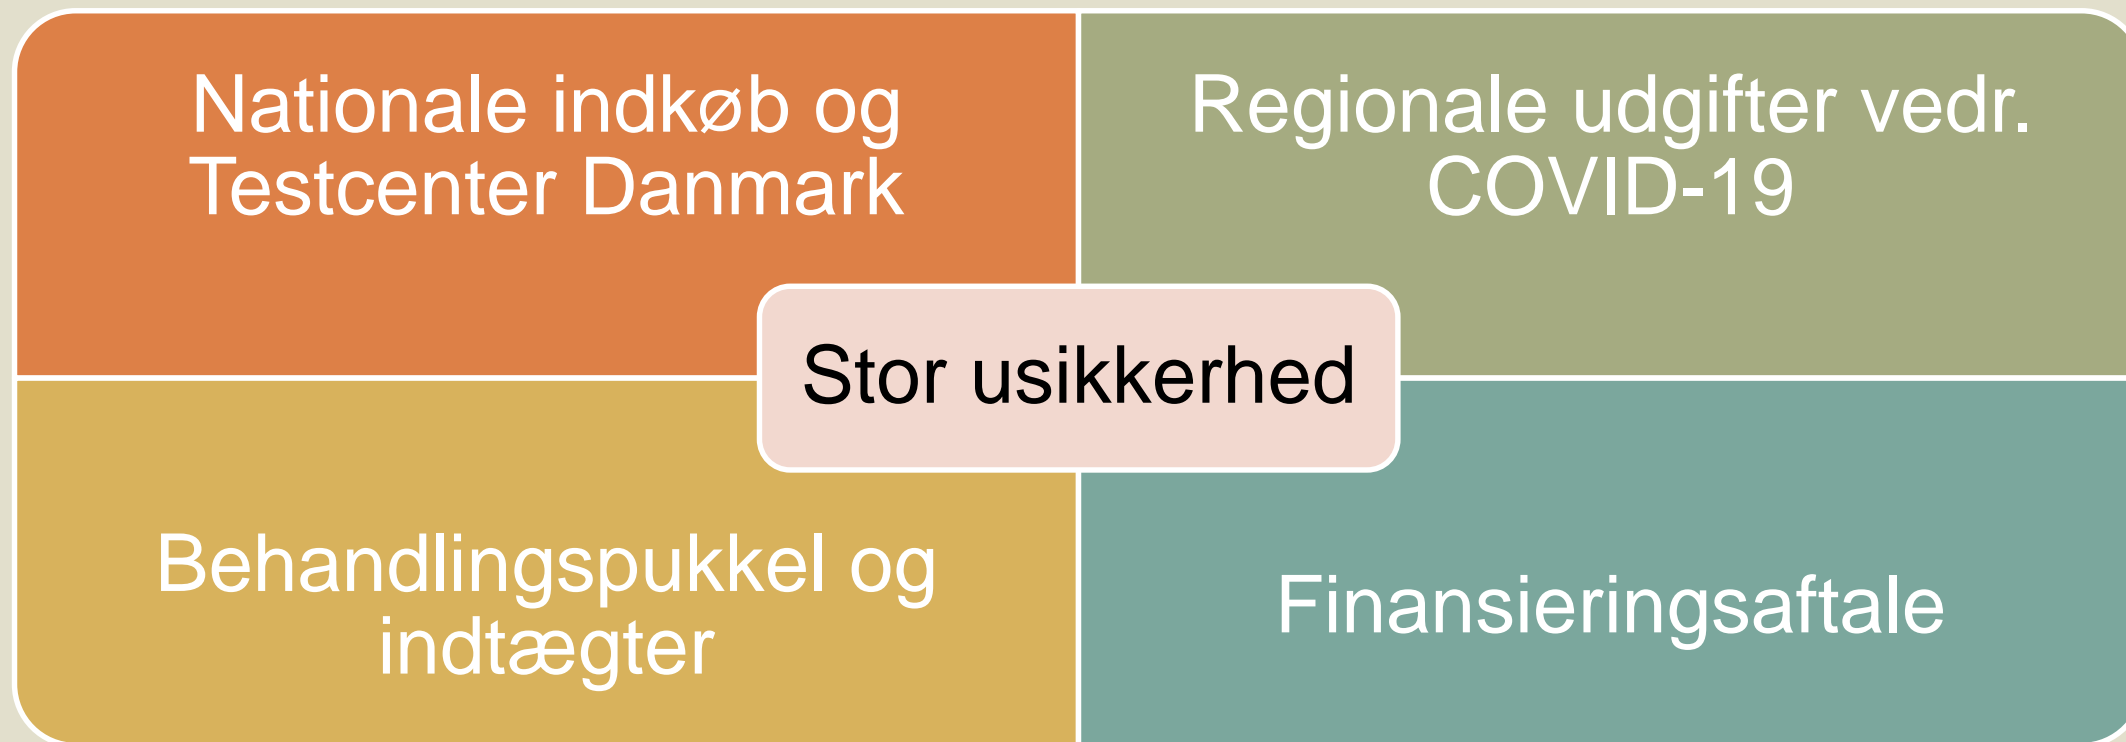 Nationale indkøb og
Testcenter Danmark
Regionale udgifter vedr.
COVID-19
Stor usikkerhed
Behandlingspukkel og
indtægter
Finansieringsaftale